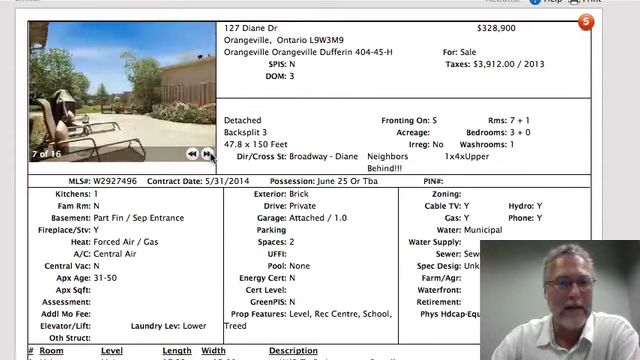 Help Print
5
127 Diane Dr $328,900
Orangeville, Ontario L9W3M9
Orangeville Orangeville Dufferin 404-45-H For: Sale
SPIS: N Taxes: $3,912.00 / 2013
DOM: 3
Detached Fronting On: S Rms: 7 + 1
Backsplit 3 Acreage: Bedrooms: 3 + 0
47.8 x 150 Feet Irreg: No Washrooms: 1
Dir/Cross St: Broadway - Diane Neighbors 1x4xUpper
Behind!!!
7 of 16
MLS#: W2927496 Contract Date: 5/31/2014 Possession: June 25 Or Tba PIN#:
Kitchens: 1 Exterior: Brick Zoning:
Fam Rm: N Drive: Private Cable TV: Y Hydro: Y
Basement: Part Fin / Sep Entrance Garage: Attached / 1.0 Gas: Y Phone: Y
Fireplace/Stv: Y Parking Water: Municipal
Heat: Forced Air / Gas Spaces: 2 Water Supply:
A/C: Central Air UFFI: Sewer:
Central Vac: N Pool: None Spec Desig:
Apx Age: 31-50 Energy Cert: N Farm/Agr:
Apx Sqft: Cert Level: Waterfront:
Assessment: GreenPIS: N Retirement:
Addl Mo Fee: Prop Features: Level, Rec Centre, School, Phys Hdcap-Equip:
Elevator/Lift: Laundry Lev: Lower Treed
Oth Struct:
# Room Level Length Width Description